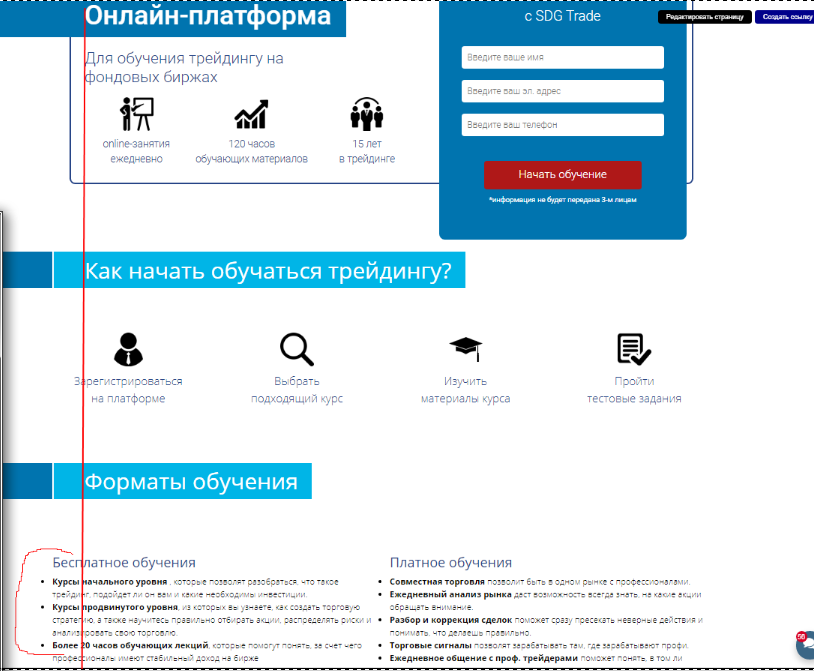 Онлайн-платформа
с SDG Trade
Редактировать страницу
Создать ссылку
Для обучения трейдингу на
фондовых биржах
Введите ваше имя
Введите ваш эл. адрес
Введите ваш телефон
online-занятия
ежедневно
120 часов
обучающих материалов
15 лет
в трейдинге
Начать обучение
*информация не будет передана 3-м лицам
Как начать обучаться трейдингу?
Зарегистрироваться
на платформе
Выбрать
подходящий курс
Изучить
материалы курса
Пройти
тестовые задания
Форматы обучения
Бесплатное обучения
Курсы начального уровня , которые позволят разобраться, что такое
трейдинг, подойдет ли он вам и какие необходимы инвестиции.
Курсы продвинутого уровня, из которых вы узнаете, как создать торговую
стратегию, а также научитесь правильно отбирать акции, распределять риски и
анализировать свою торговлю.
Более 20 часов обучающих лекций, которые помогут понять, за счет чего
профессионалы имеют стабильный доход на бирже
Платное обучения
Совместная торговля позволит быть в одном рынке с профессионалами.
Ежедневный анализ рынка даст возможность всегда знать, на какие акции
обращать внимание.
Разбор и коррекция сделок поможет сразу пресекать неверные действия и
понимать, что делаешь правильно.
Торговые сигналы позволят зарабатывать там, где зарабатывают профи.
Ежедневное общение с проф. трейдерами поможет понять, в том ли